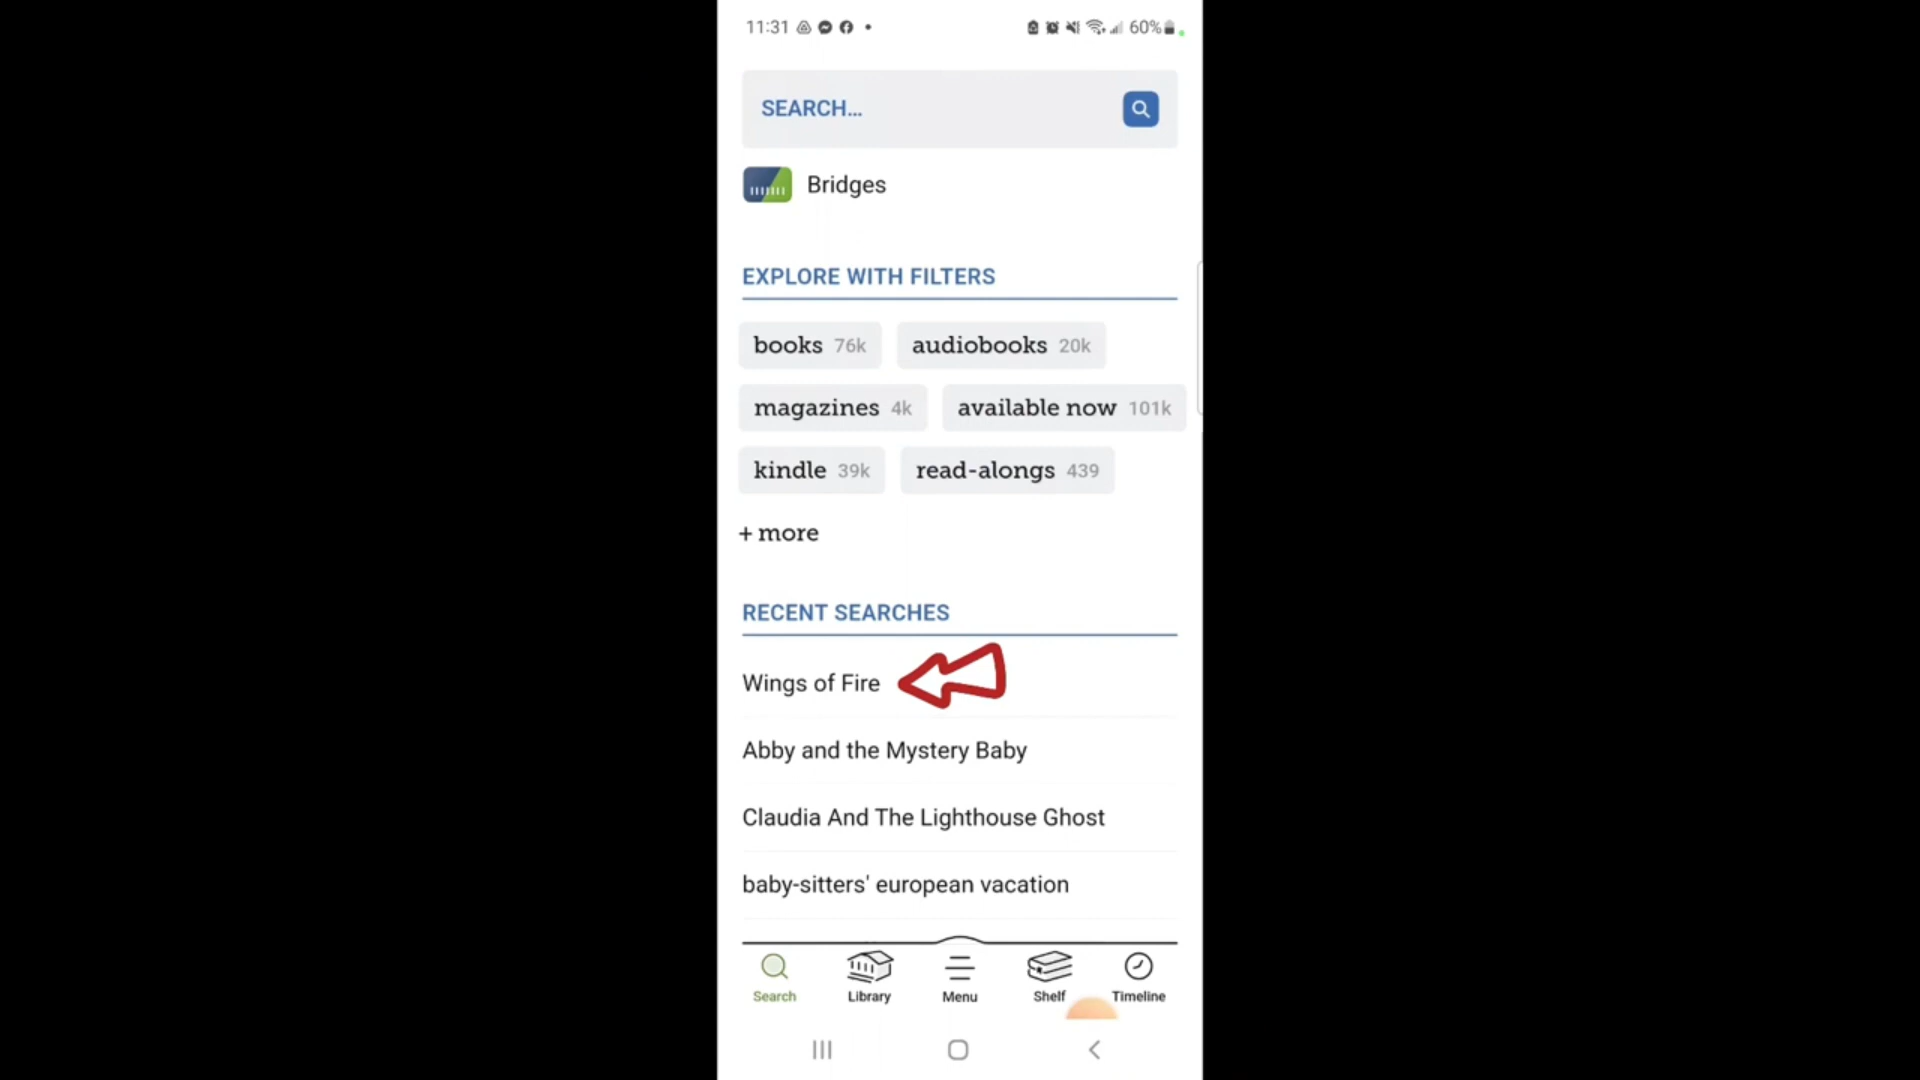 11:31 60%
SEARCH...
Bridges
EXPLORE WITH FILTERS
books 76k audiobooks 20k
magazines 4k available now 101k
kindle 39k read-alongs 439
+ more
RECENT SEARCHES
Wings of Fire
Abby and the Mystery Baby
Claudia And The Lighthouse Ghost
baby-sitters' european vacation
Search Library Menu Shelf Timeline